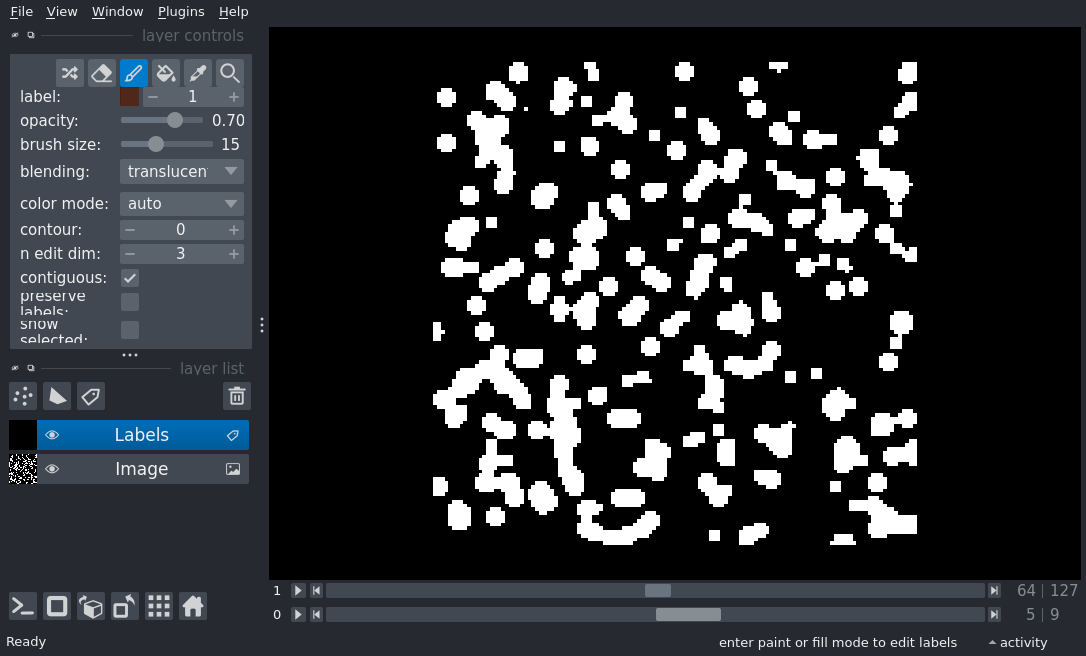 File View Window Plugins Help
layer controls
label: 1
opacity: 0.70
brush size: 15
blending: translucen
color mode: auto
contour: 0
n edit dim: 3
contiguous:
preserve
labels:
show
selected:
layer list
Labels
Image
1 64 127
0 5 9
Ready enter paint or fill mode to edit labels activity